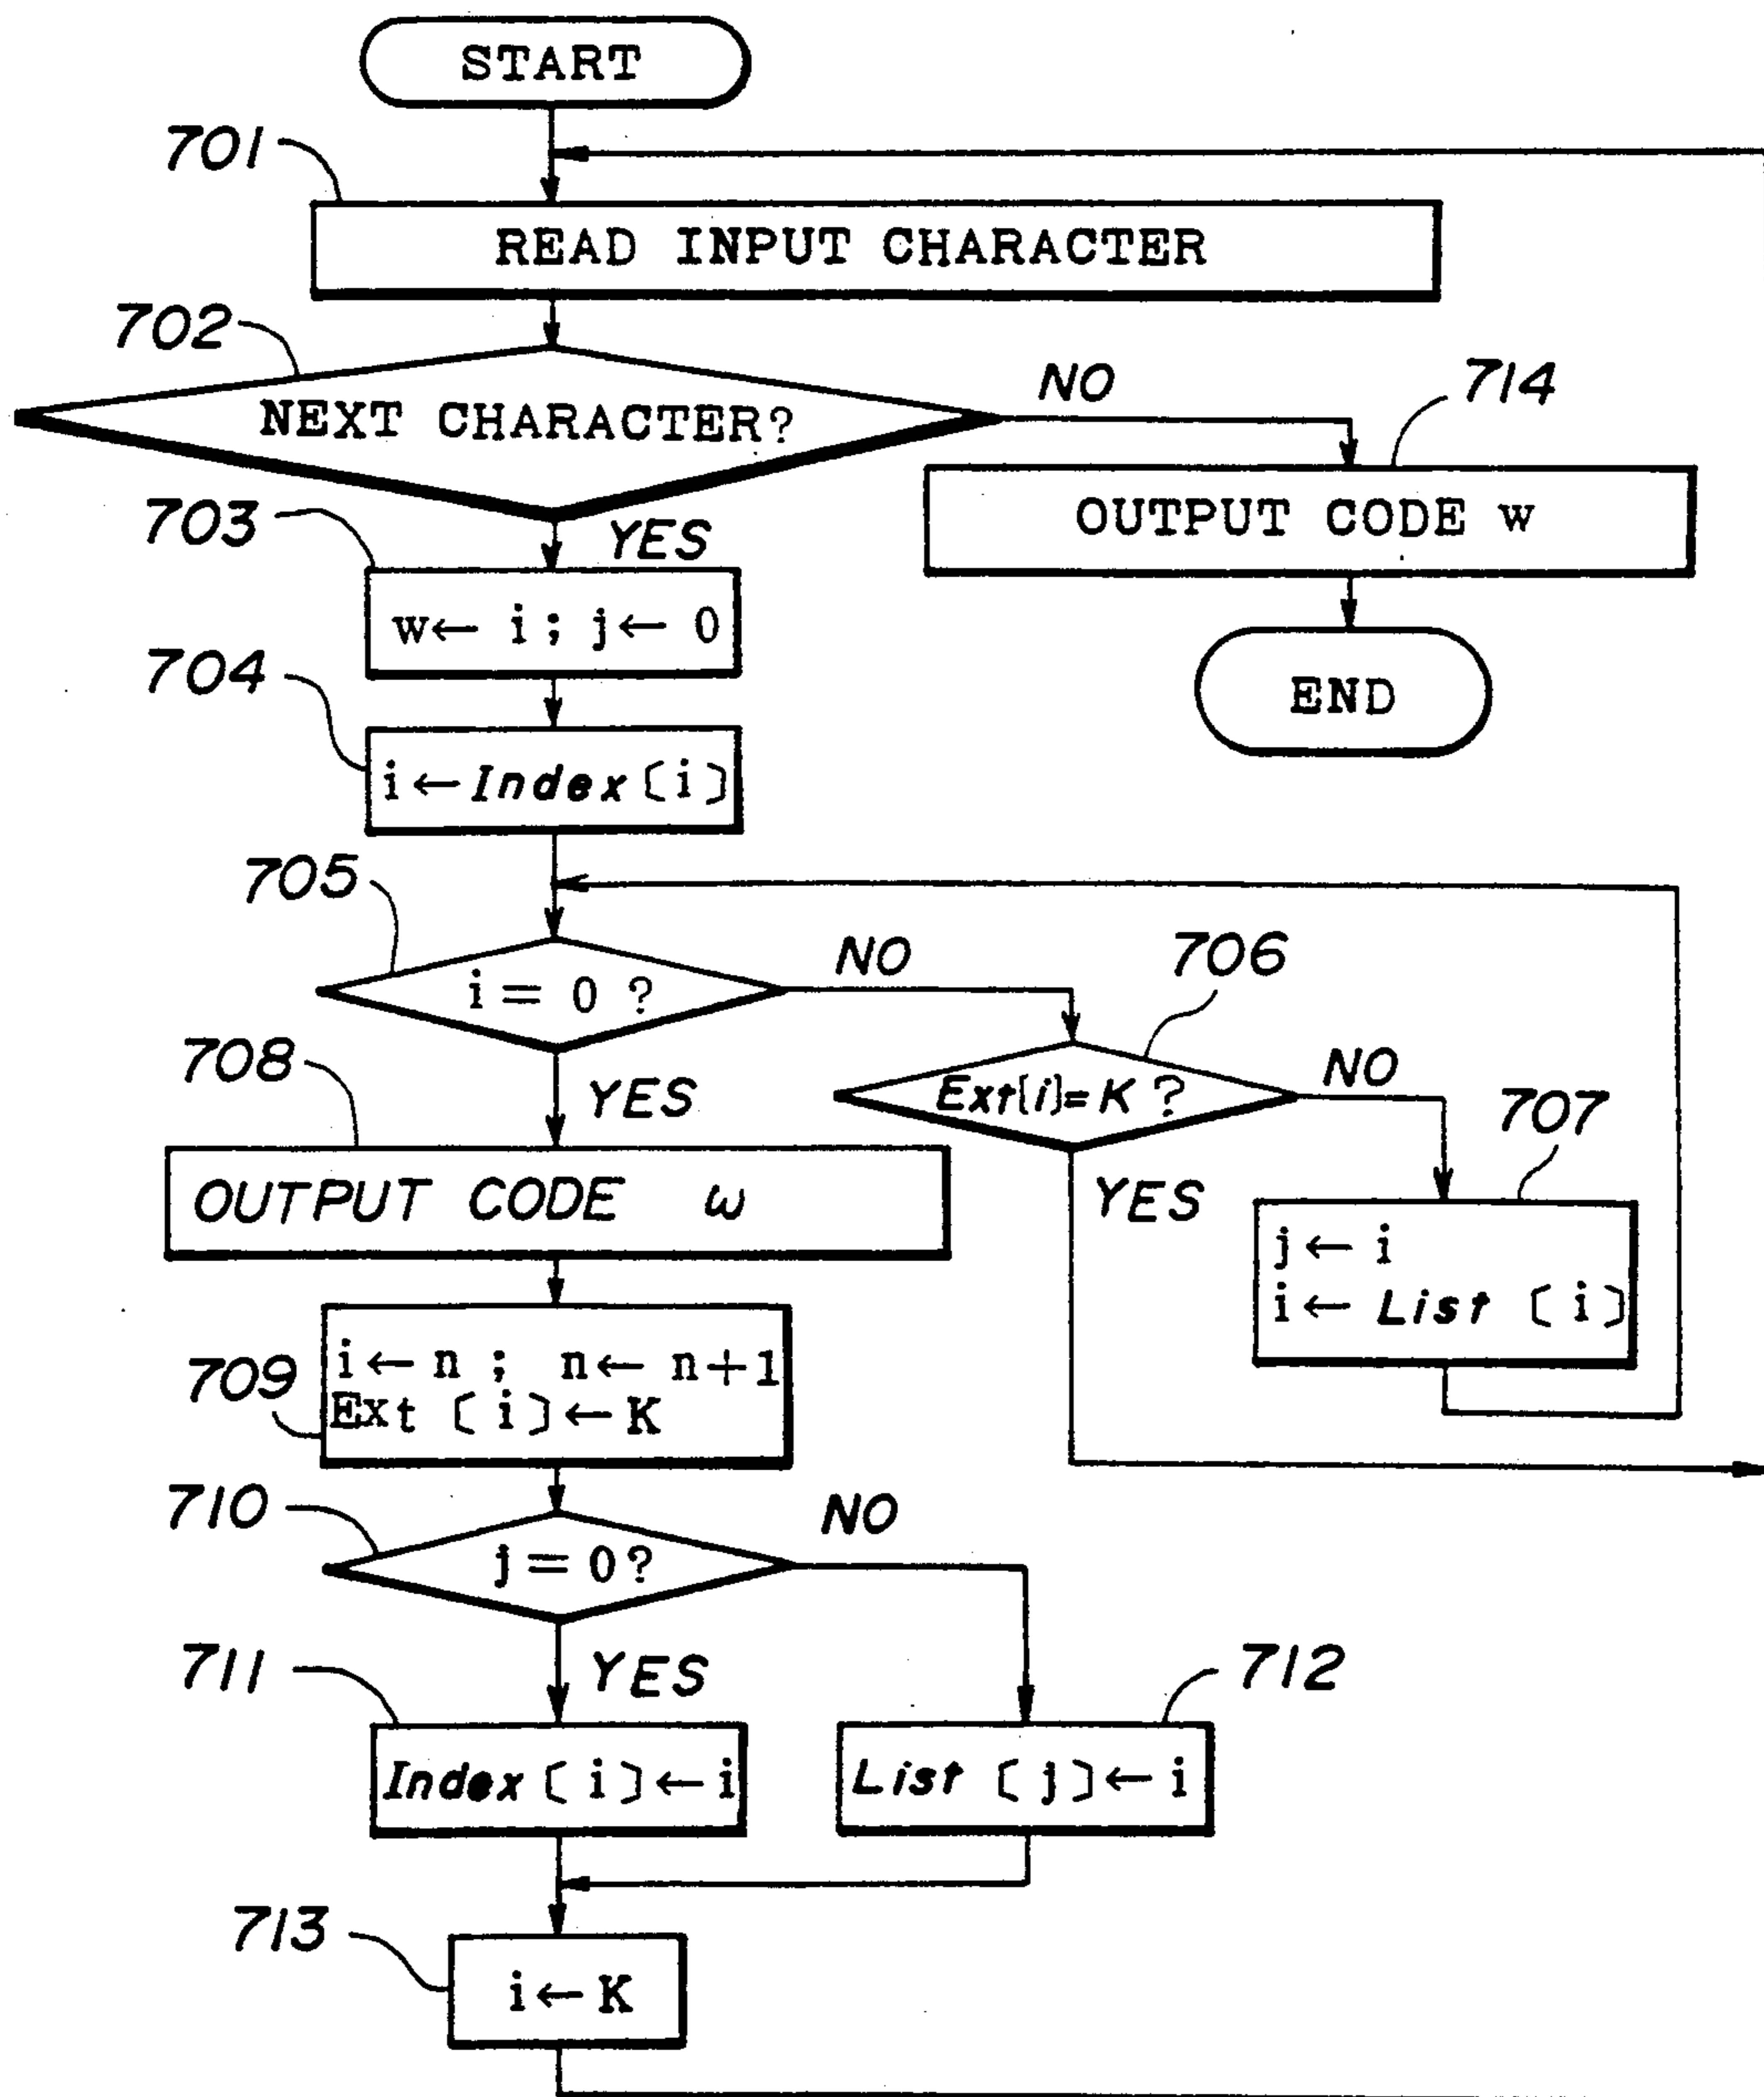 START
701
READ INPUT CHARACTER
702
NEXT CHARACTER?
NO
714
OUTPUT CODE w
END
703
YES
w← i ; j← 0
704
i←Index〔i〕
705
i = 0 ?
NO
706
Ext[i]=K ?
NO
707
YES
j← i
i← List 〔i〕
YES
708
OUTPUT CODE ω
709
i← n ; n← n+1
Ext〔i〕←K
710
j = 0?
NO
YES
711
Index〔i〕←i
712
List〔j〕←i
713
i←K